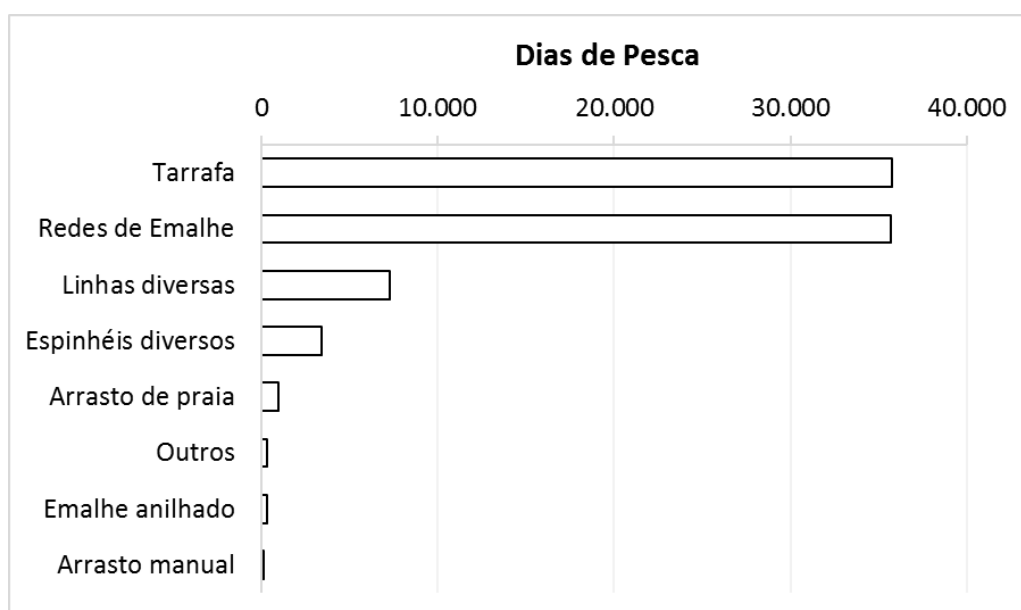 Dias de Pesca
0 10.000 20.000 30.000 40.000
Tarrafa
Redes de Emalhe
Linhas diversas
Espinhéis diversos
Arrasto de praia
Outros
Emalhe anilhado
Arrasto manual